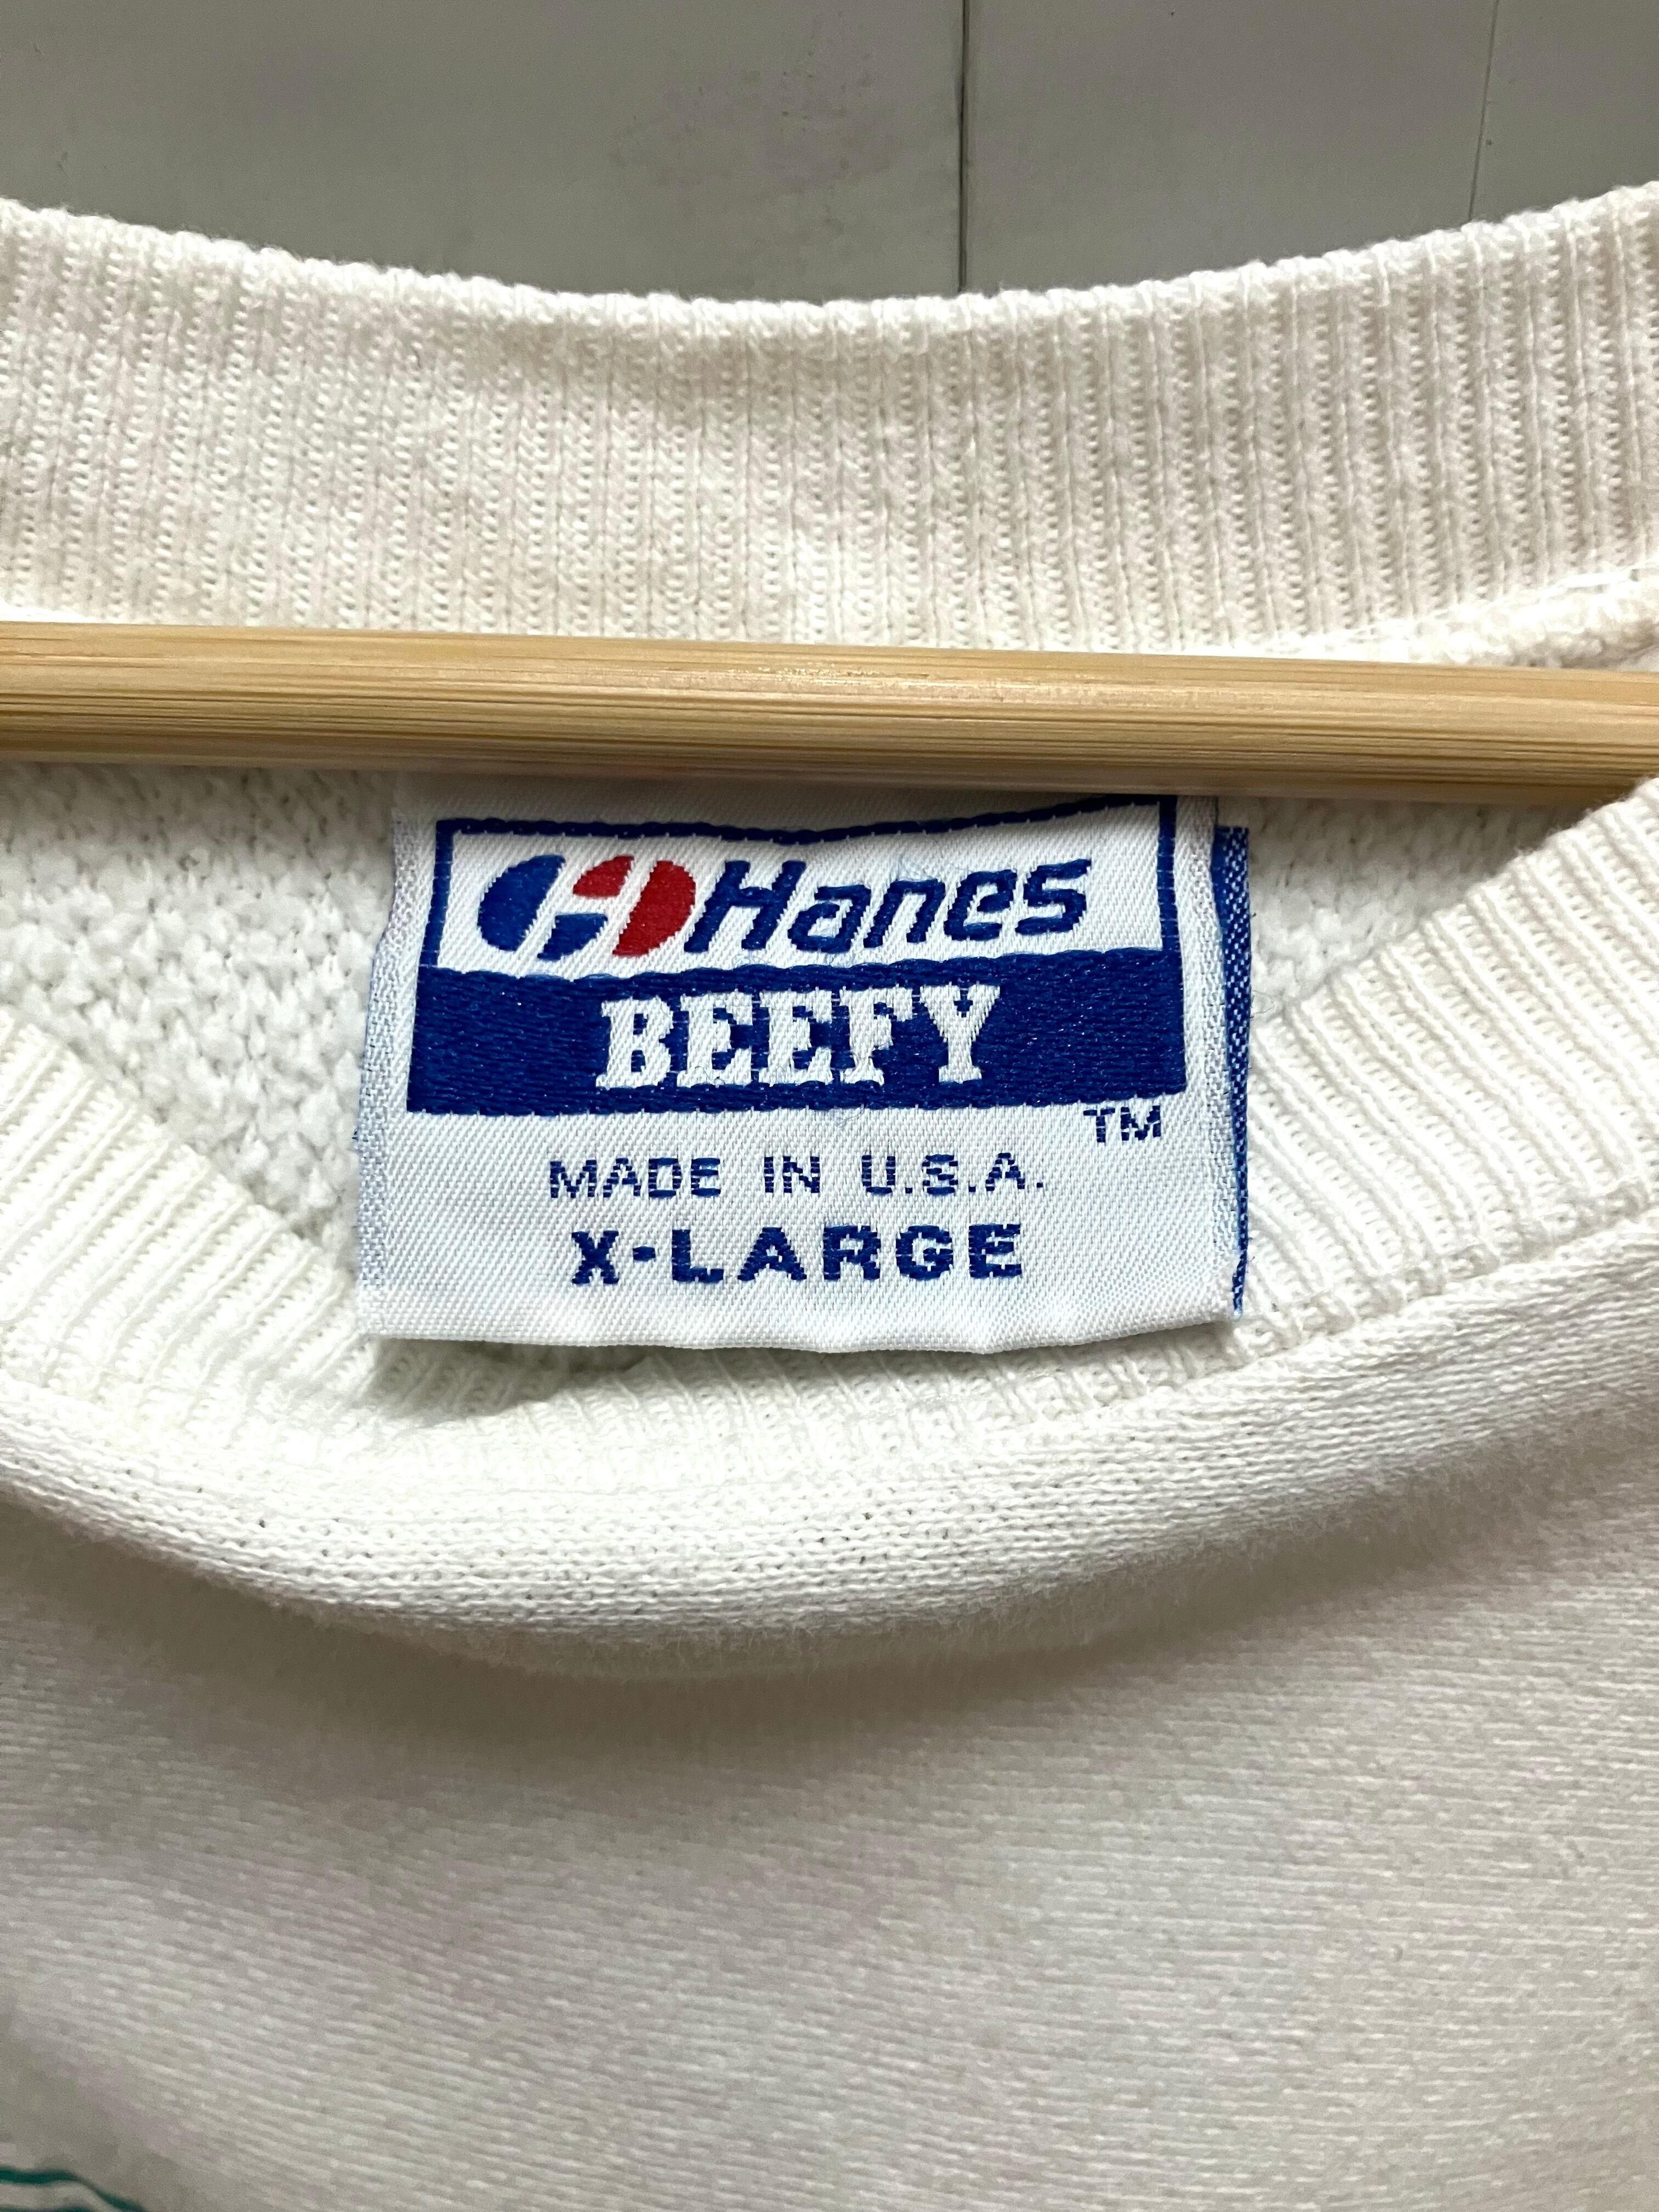 Hanes
BEEFY
TM
MADE IN U.S.A.
X-LARGE